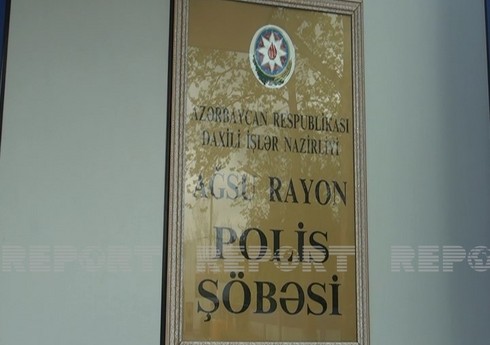 AZƏRBAYCAN RESPUBLİKASI
DAXİLİ İŞLƏR NAZİRLİYİ
AĞSU RAYON
POLİS
REPORT REPORT REPO
ŞÖBƏSİ